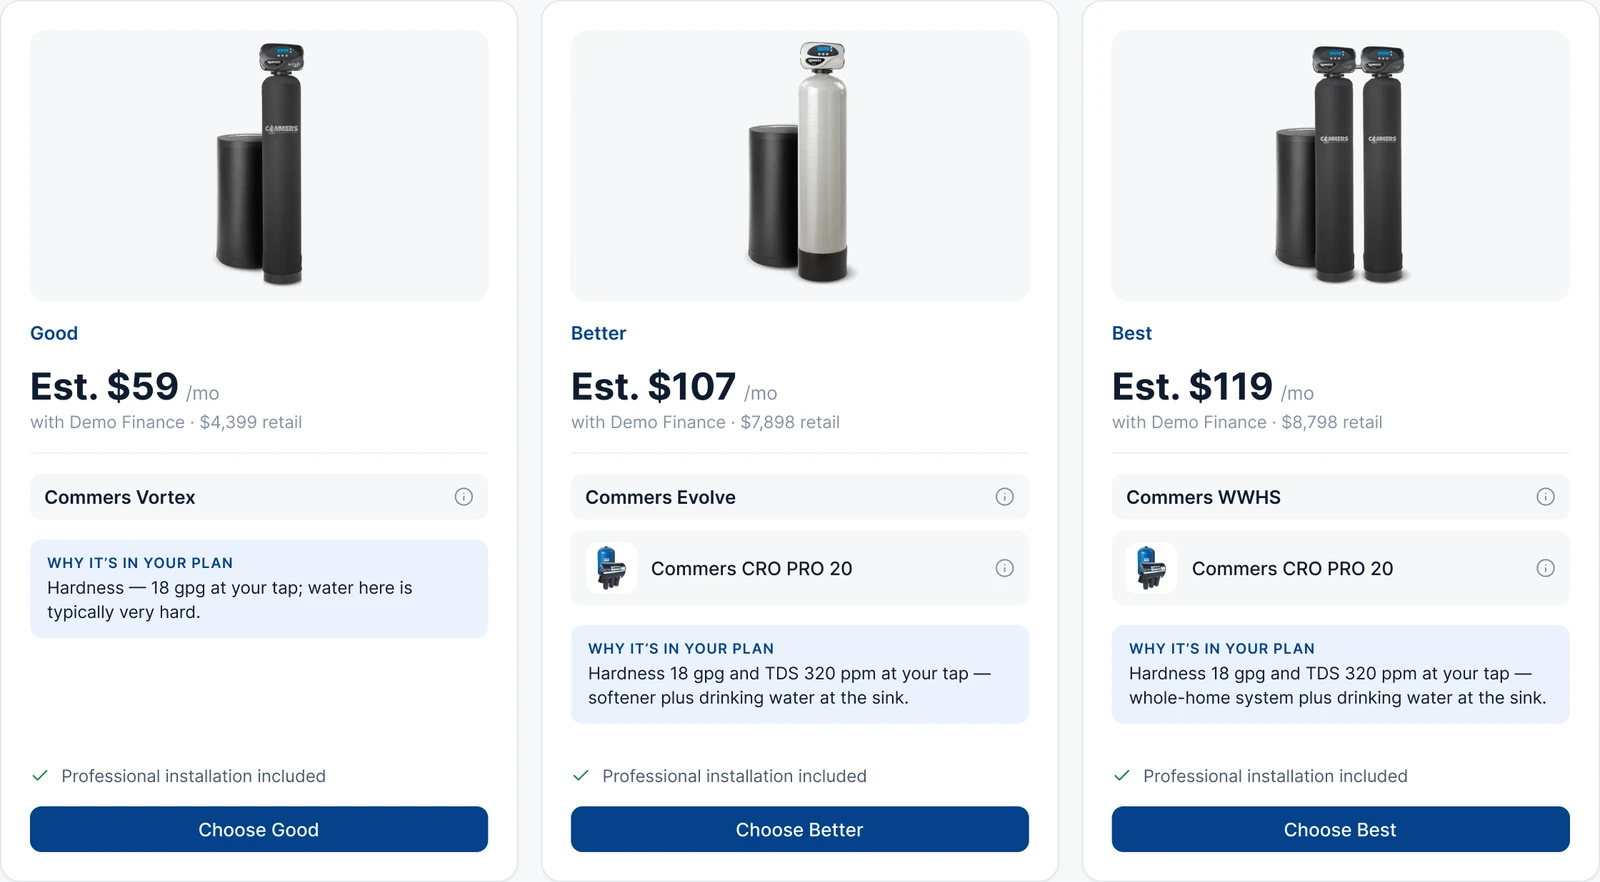 COMMERS
Good
Est. $59 /mo
with Demo Finance · $4,399 retail
Commers Vortex
WHY IT’S IN YOUR PLAN
Hardness — 18 gpg at your tap; water here is
typically very hard.
Professional installation included
Choose Good
Better
Est. $107 /mo
with Demo Finance · $7,898 retail
Commers Evolve
Commers CRO PRO 20
WHY IT’S IN YOUR PLAN
Hardness 18 gpg and TDS 320 ppm at your tap —
softener plus drinking water at the sink.
Professional installation included
Choose Better
COMMERS COMMERS
Best
Est. $119 /mo
with Demo Finance · $8,798 retail
Commers WWHS
Commers CRO PRO 20
WHY IT’S IN YOUR PLAN
Hardness 18 gpg and TDS 320 ppm at your tap —
whole-home system plus drinking water at the sink.
Professional installation included
Choose Best